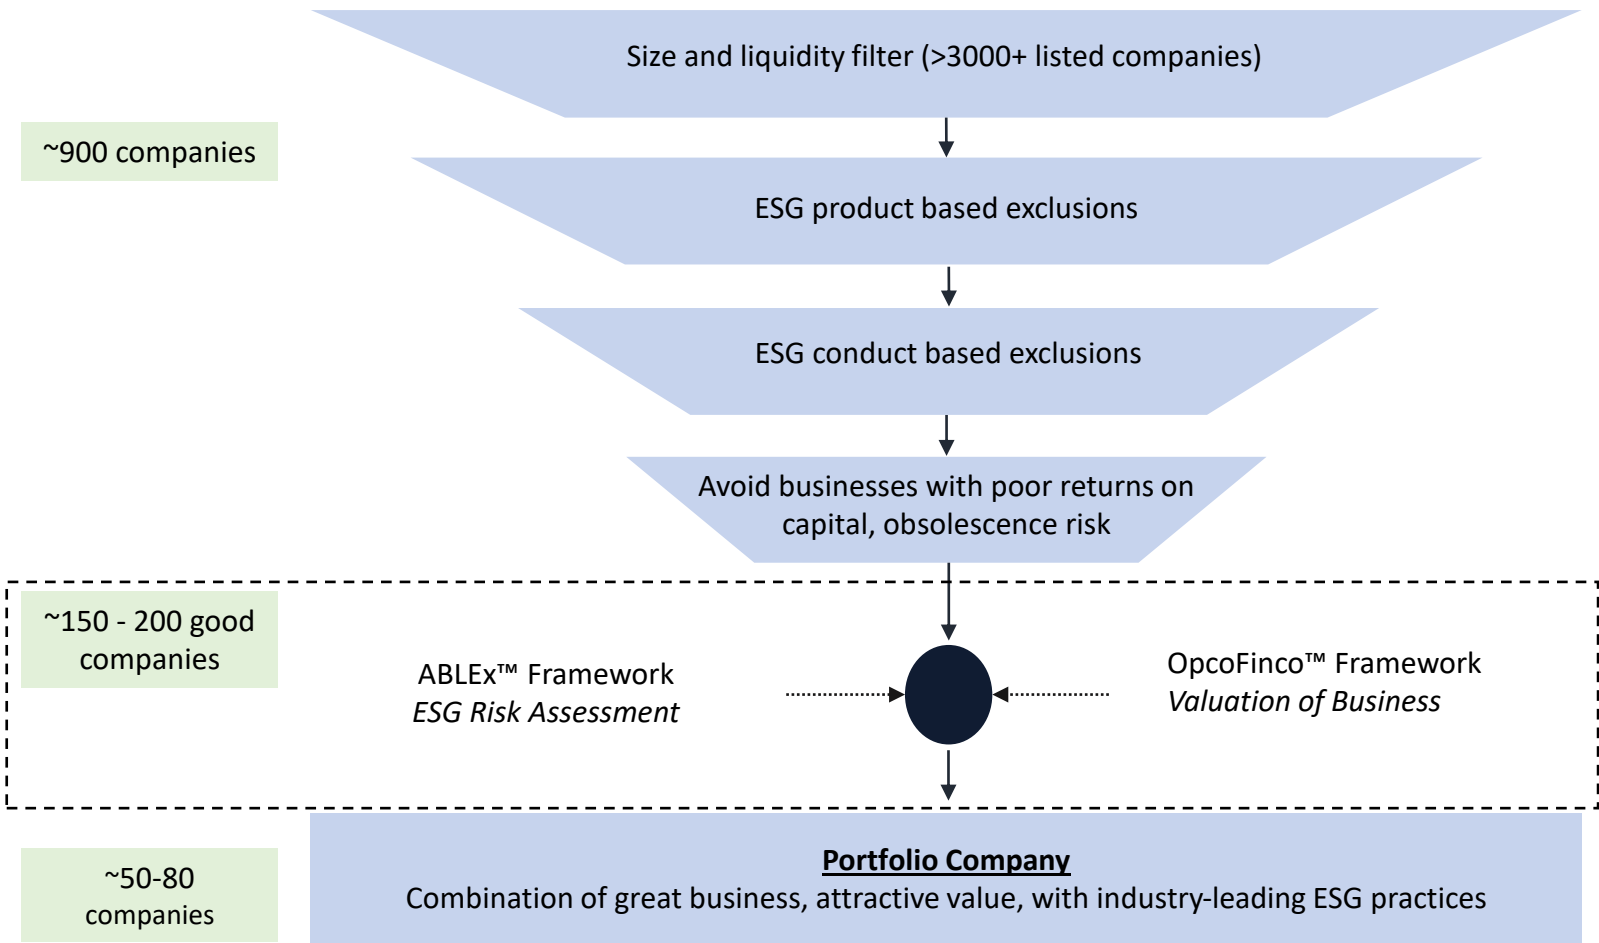 Size and liquidity filter (>3000+ listed companies)
~900 companies
ESG product based exclusions
ESG conduct based exclusions
Avoid businesses with poor returns on
capital, obsolescence risk
~150 - 200 good
companies
ABLEx™ Framework
ESG Risk Assessment
OpcoFinco™ Framework
Valuation of Business
~50-80
companies
Portfolio Company
Combination of great business, attractive value, with industry-leading ESG practices